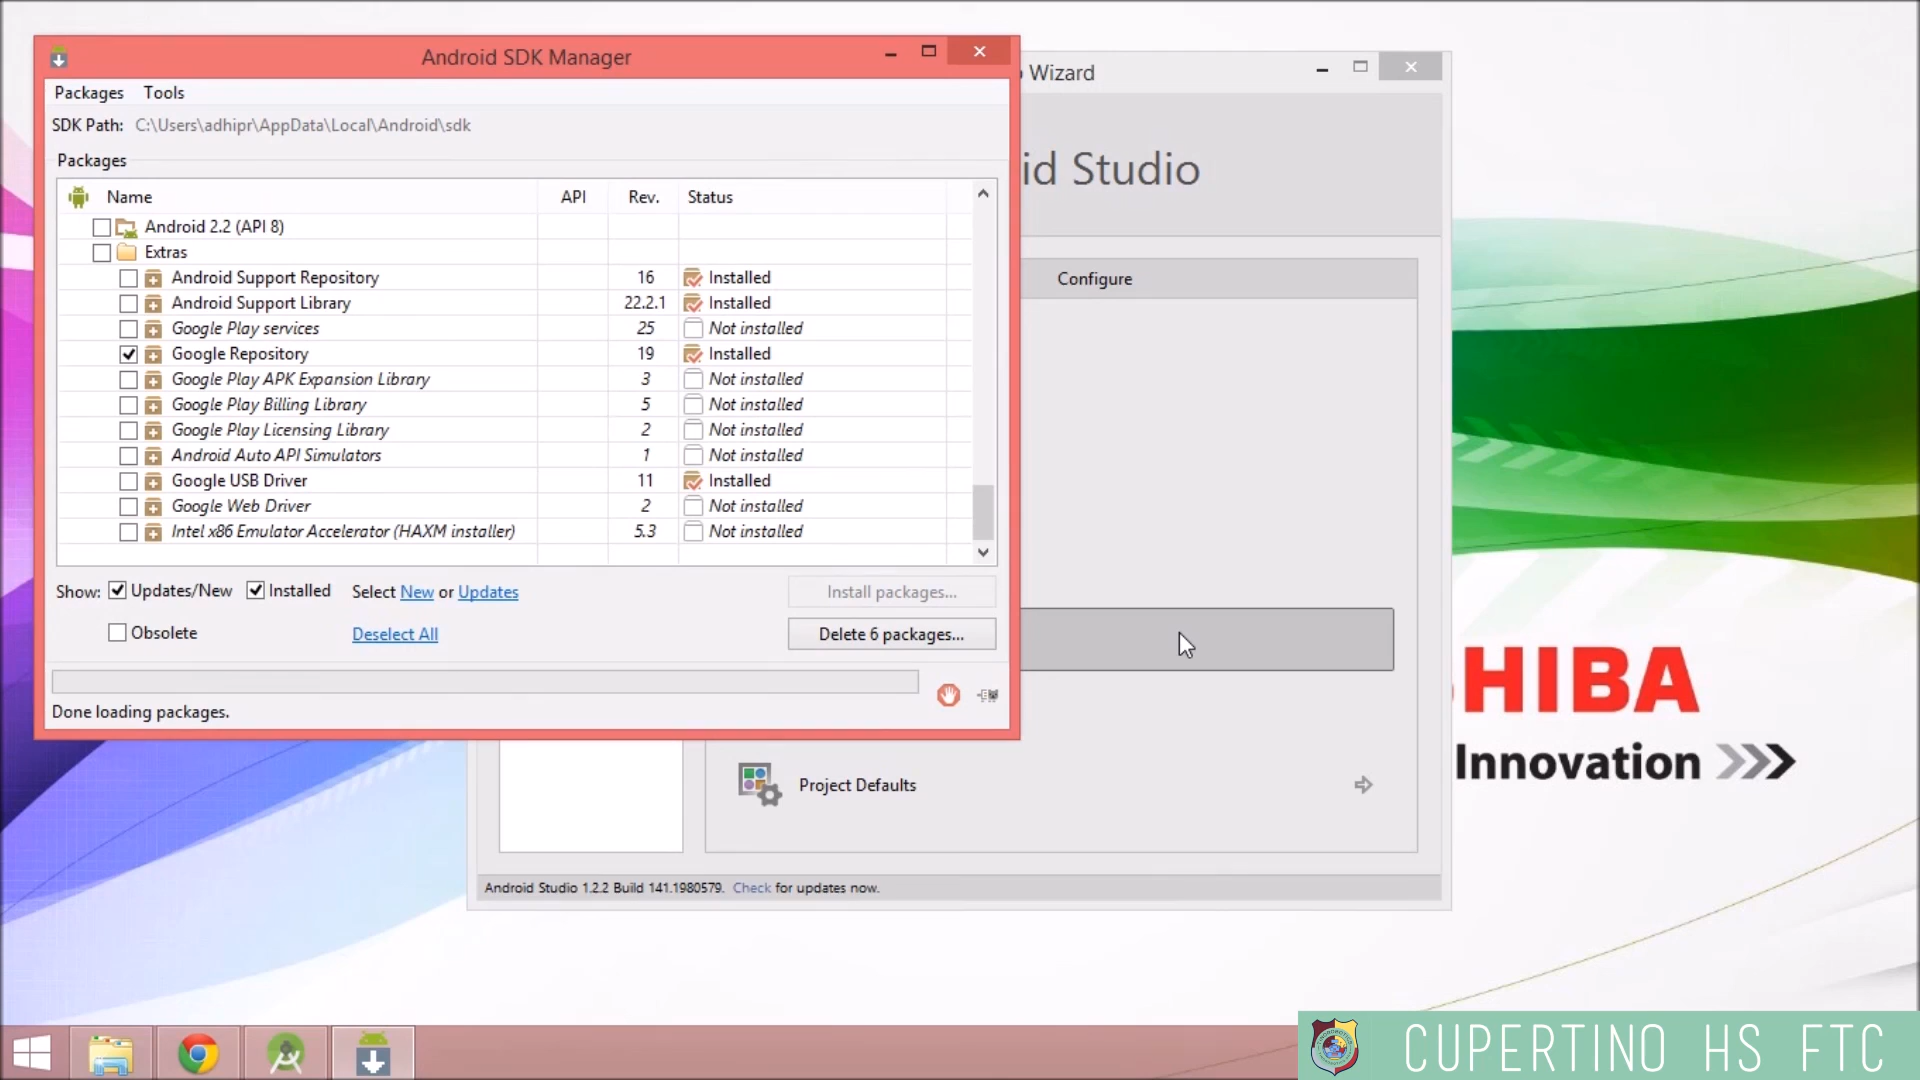 Android SDK Manager
Wizard
Packages Tools
SDK Path: C:\Users\adhipr\AppData\Local\Android\sdk
Packages
id Studio
Name API Rev. Status
Android 2.2 (API 8)
Extras
Android Support Repository 16 Installed
Configure
Android Support Library 22.2.1 Installed
Google Play services 25 Not installed
Google Repository 19 Installed
Google Play APK Expansion Library 3 Not installed
Google Play Billing Library 5 Not installed
Google Play Licensing Library 2 Not installed
Android Auto API Simulators 1 Not installed
Google USB Driver 11 Installed
Google Web Driver 2 Not installed
Intel x86 Emulator Accelerator (HAXM installer) 5.3 Not installed
Show: Updates/New Installed Select New or Updates Install packages...
Obsolete Deselect All Delete 6 packages...
Done loading packages.
HIBA
Innovation
Project Defaults
Android Studio 1.2.2 Build 141.1980579. Check for updates now.
CUPERTINO HS FTC